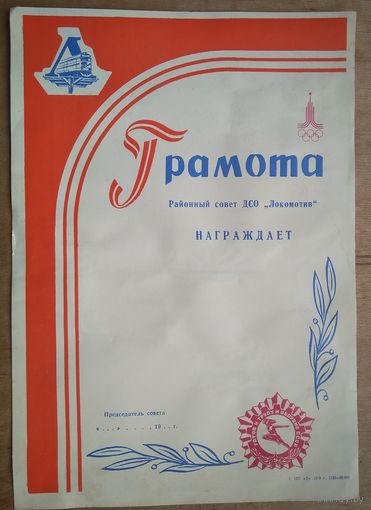 Грамота
Районный совет ДСО „Локомотив“
НАГРАЖДАЕТ
Председатель совета
«...» ..... 19...г.